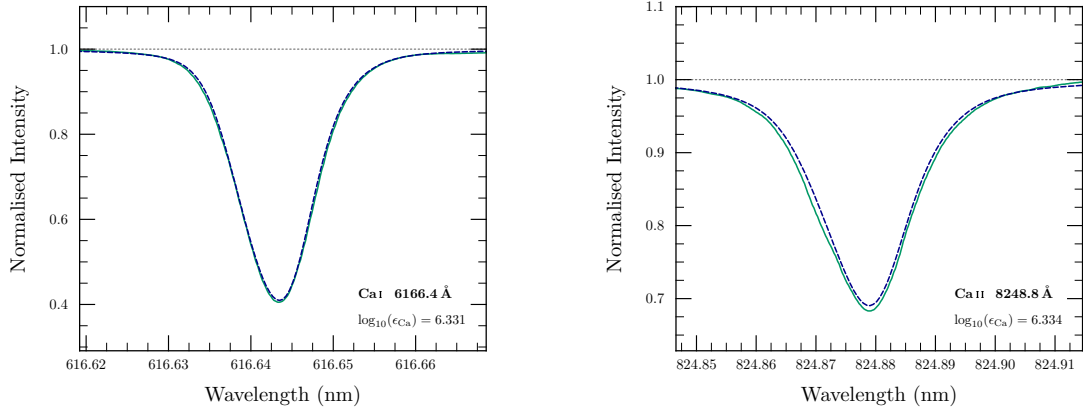 1.0
0.8
0.6
0.4
Normalised Intensity
Ca I 6166.4 Å
log₁₀(ϵCa) = 6.331
616.62 616.63 616.64 616.65 616.66
Wavelength (nm)
1.1
1.0
0.9
0.8
0.7
Normalised Intensity
Ca II 8248.8 Å
log₁₀(ϵCa) = 6.334
824.85 824.86 824.87 824.88 824.89 824.90 824.91
Wavelength (nm)